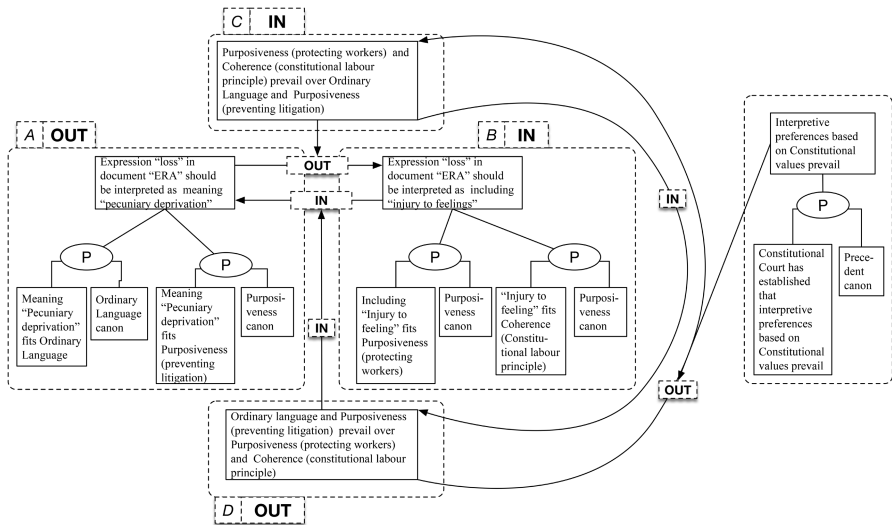 C IN
Purposiveness (protecting workers) and
Coherence (constitutional labour
principle) prevail over Ordinary
Language and Purposiveness
(preventing litigation)
A OUT
Expression “loss” in
document “ERA” should
be interpreted as meaning
“pecuniary deprivation”
P
Meaning
“Pecuniary
deprivation”
fits Ordinary
Language
Ordinary
Language
canon
P
Meaning
“Pecuniary
deprivation”
fits
Purposiveness
(preventing
litigation)
Purposi-
veness
canon
OUT
IN
IN
B IN
Expression “loss” in
document “ERA” should
be interpreted as including
“injury to feelings”
P
Including
“Injury to
feeling” fits
Purposiveness
(protecting
workers)
Purposi-
veness
canon
P
“Injury to
feeling” fits
Coherence
(Constitu-
tional labour
principle)
Purposi-
veness
canon
IN
OUT
Interpretive
preferences based
on Constitutional
values prevail
P
Constitutional
Court has
established
that
interpretive
preferences
based on
Constitutional
values prevail
Prece-
dent
canon
Ordinary language and Purposiveness
(preventing litigation) prevail over
Purposiveness (protecting workers)
and Coherence (constitutional labour
principle)
D OUT